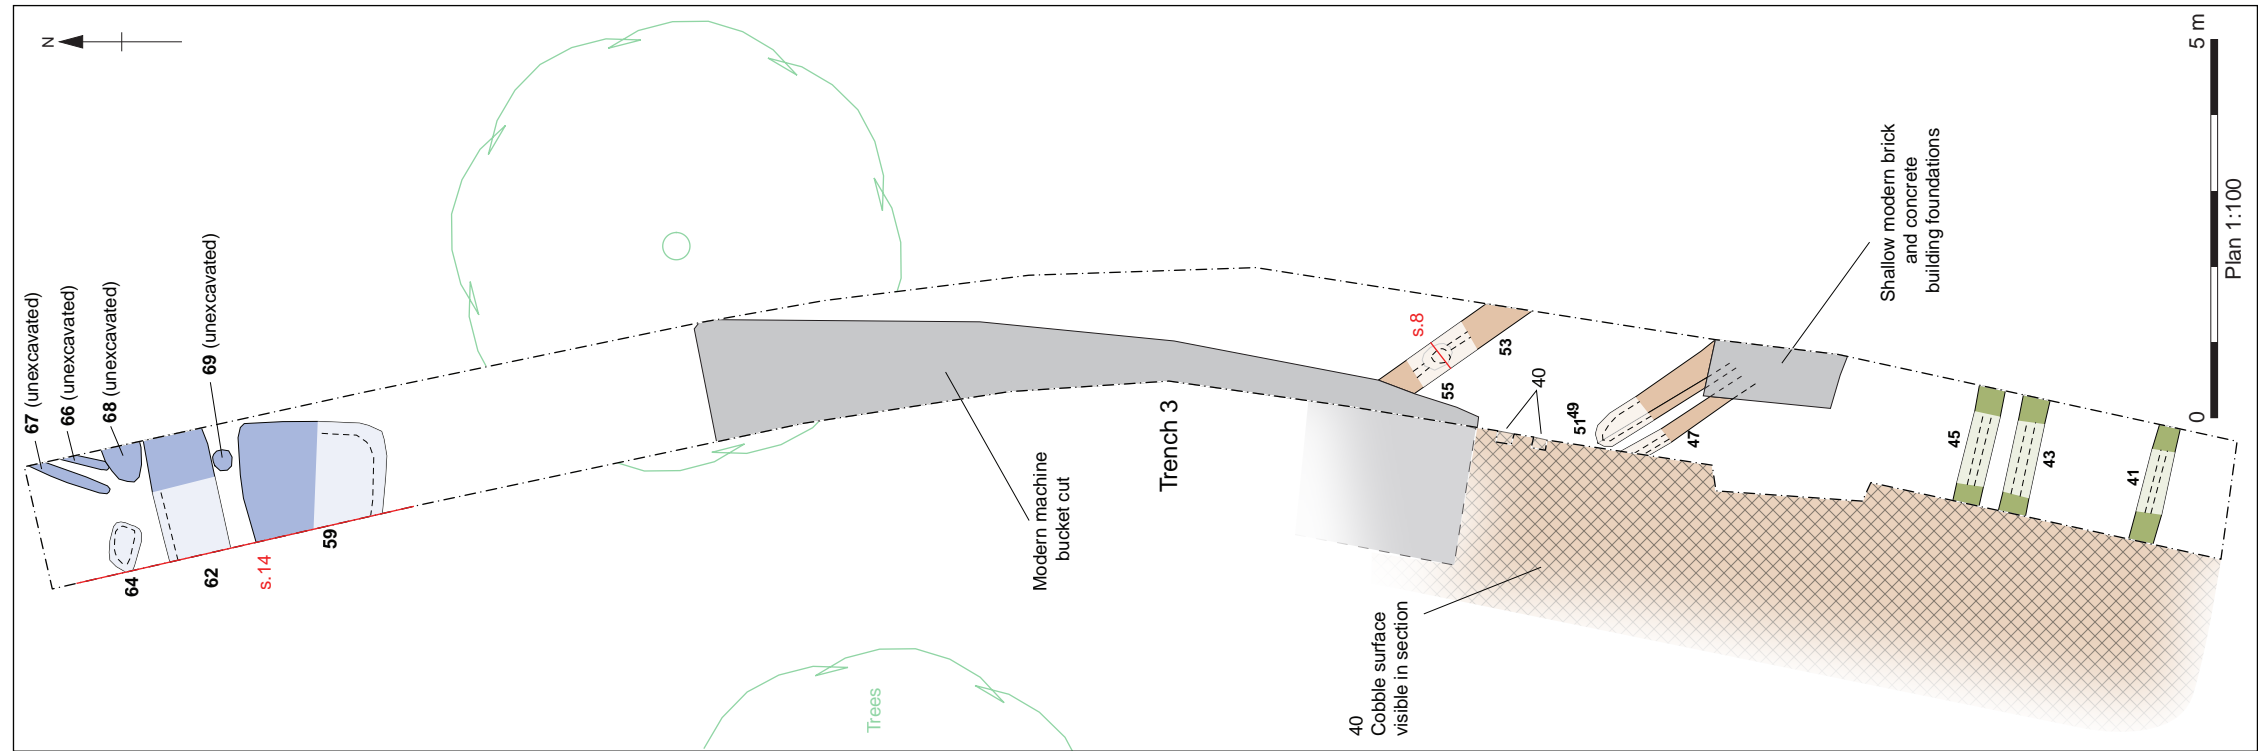 N
67 (unexcavated)
66 (unexcavated)
68 (unexcavated)
69 (unexcavated)
64
62
s.14
59
Modern machine
bucket cut
Trench 3
Trees
s.8
55
53
40
51
49
47
40
Cobble surface
visible in section
Shallow modern brick
and concrete
building foundations
45
43
41
0
5 m
Plan 1:100